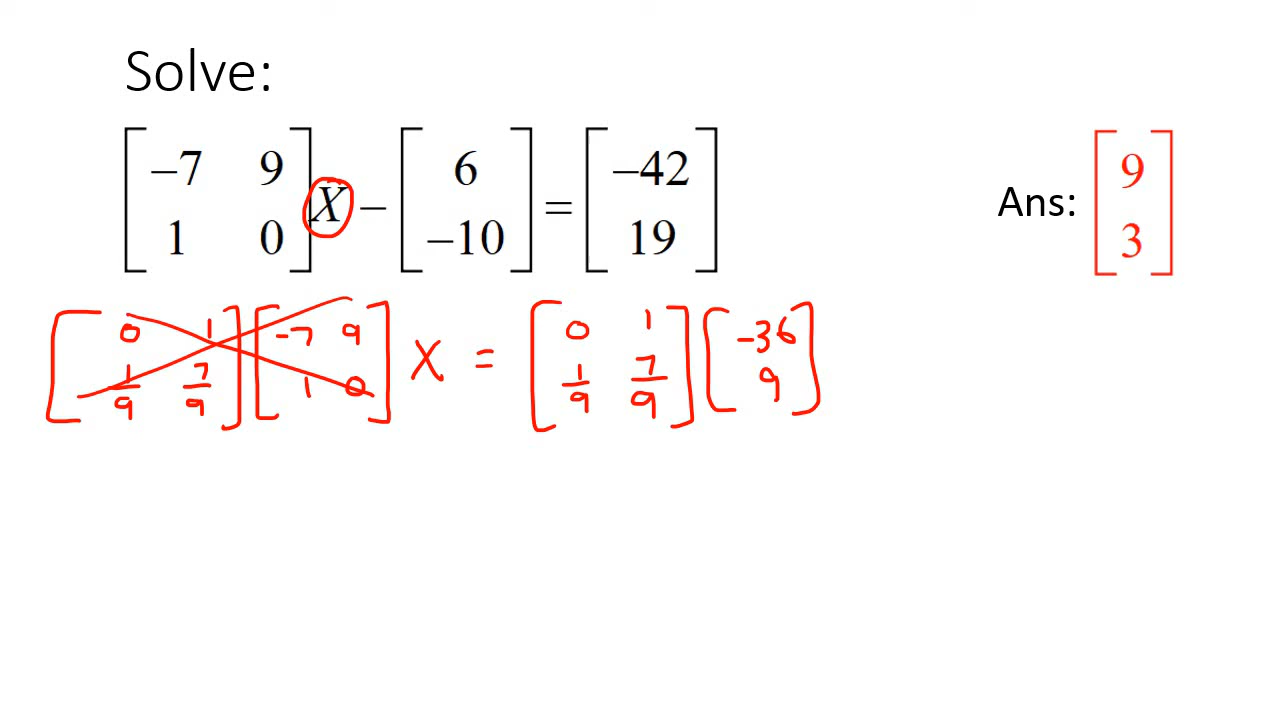 Solve:
[ −7 9 ; 1 0 ] X − [ 6 ; −10 ] = [ −42 ; 19 ]
Ans: [ 9 ; 3 ]
[ 0 1 ; 1/9 7/9 ] [ -7 9 ; 1 0 ] X = [ 0 1 ; 1/9 7/9 ] [ -36 ; 9 ]